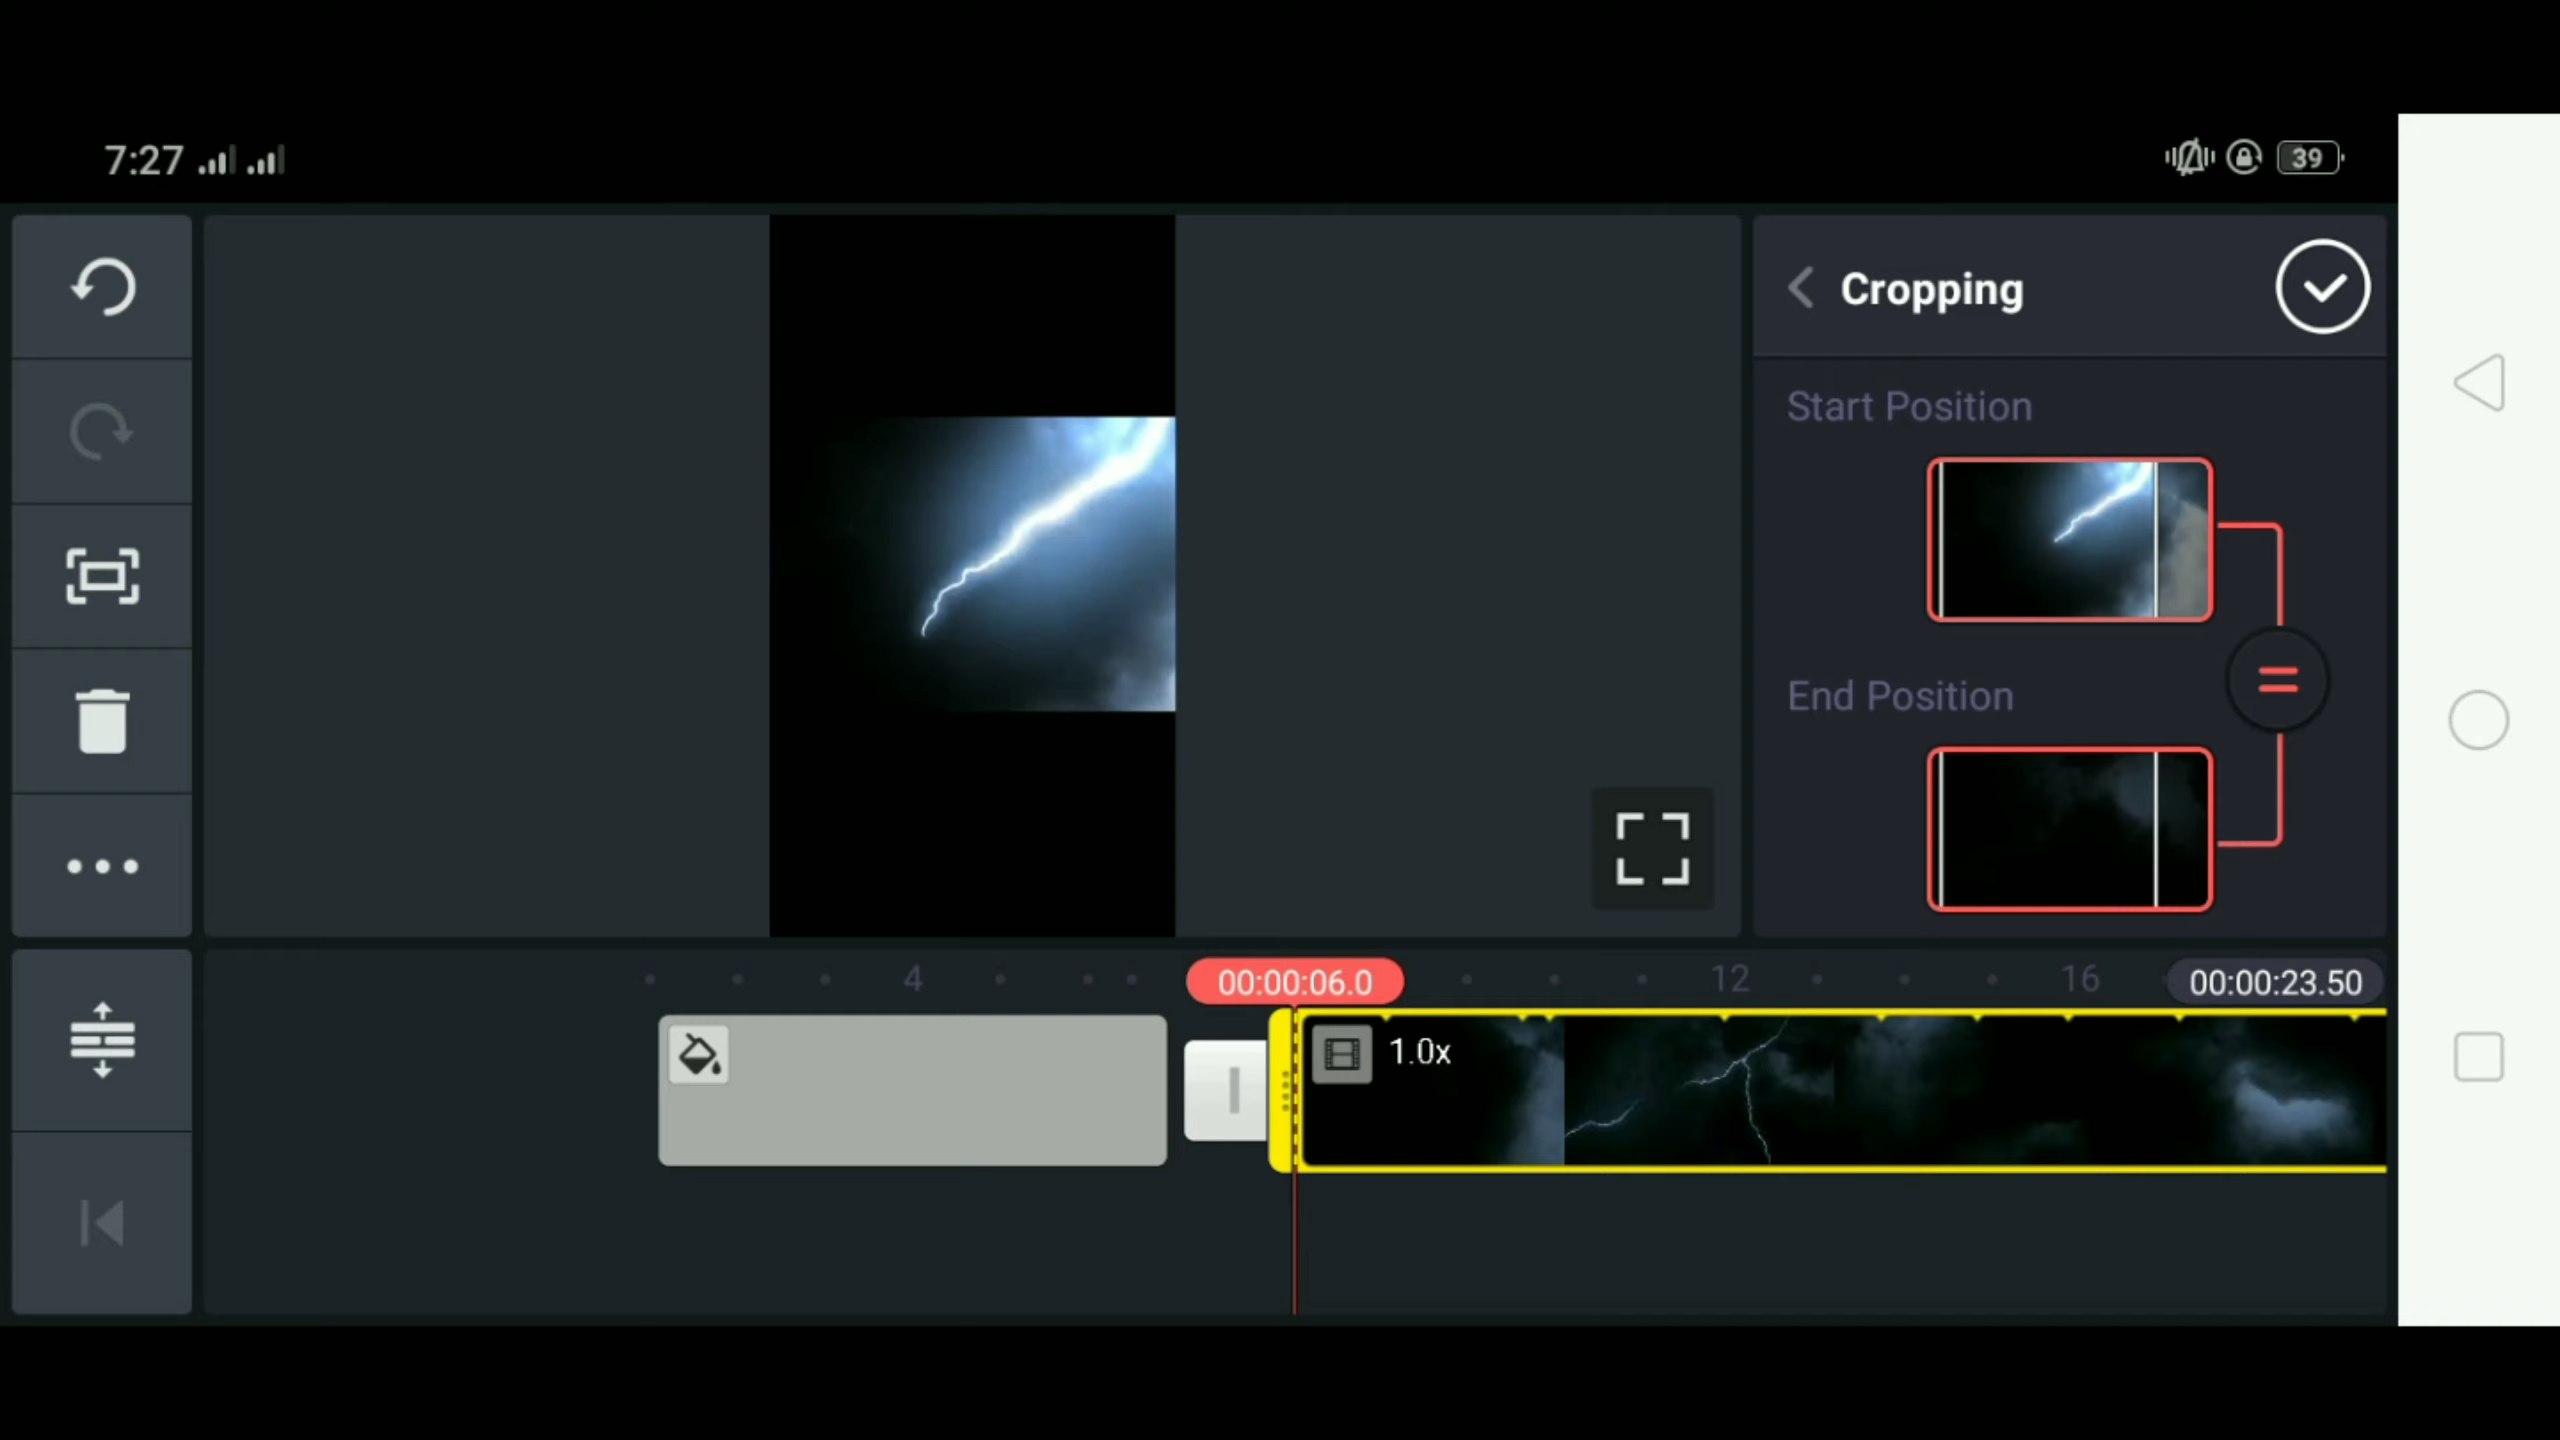 7:27
39
Cropping
Start Position
End Position
4
00:00:06.0
12
16
00:00:23.50
1.0x